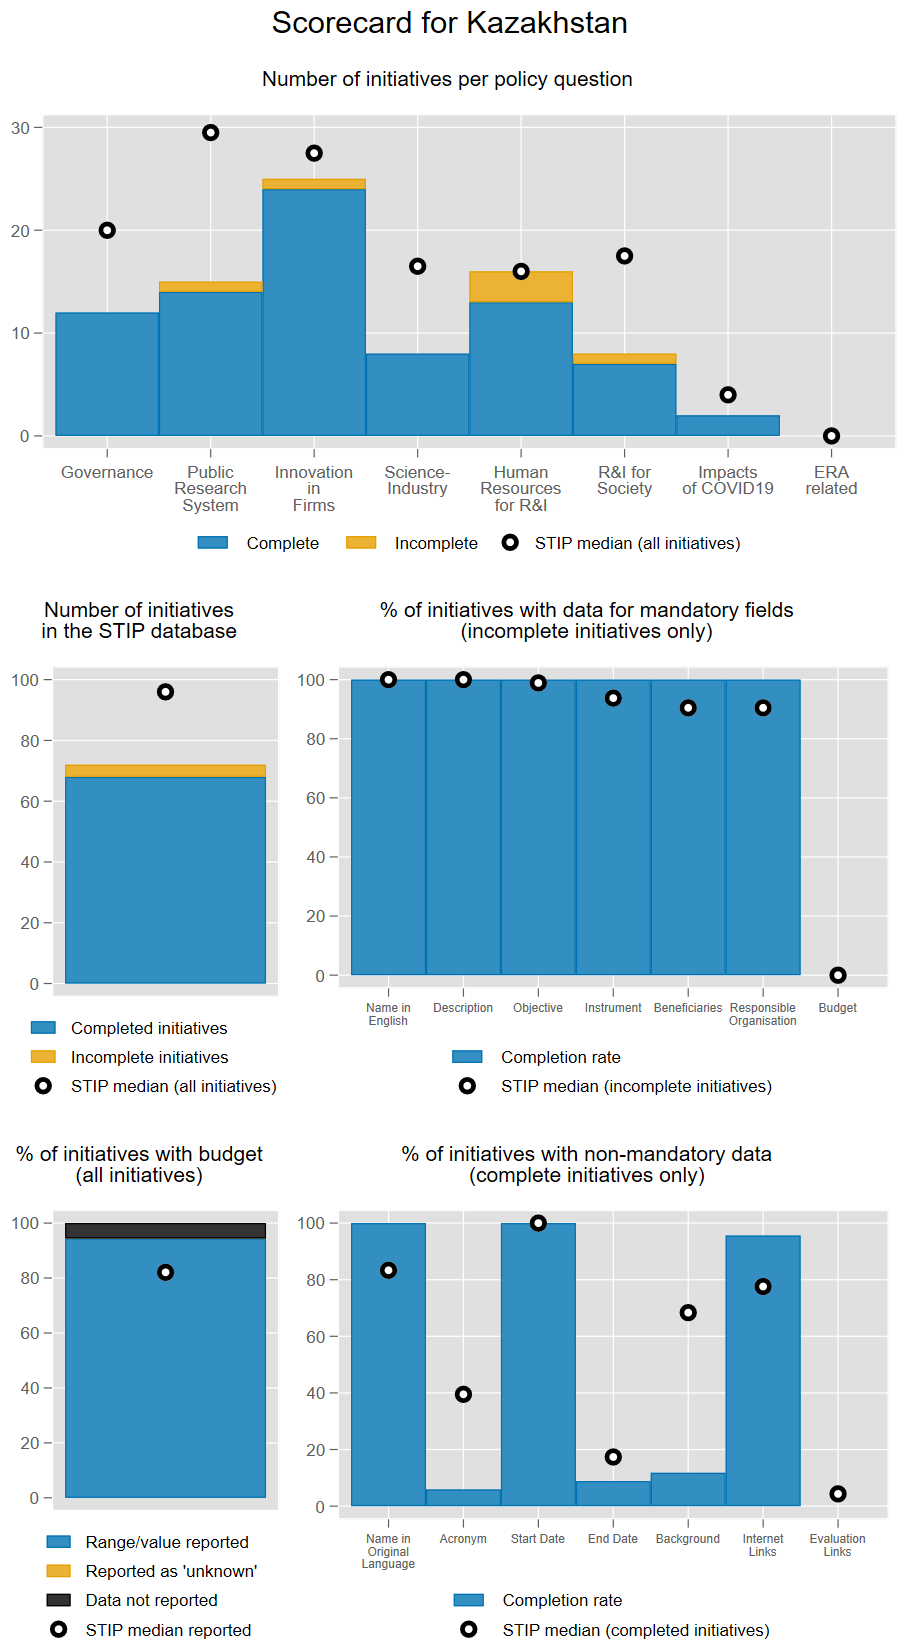 Scorecard for Kazakhstan
Number of initiatives per policy question
30
20
10
0
Governance
Public
Research
System
Innovation
in
Firms
Science-
Industry
Human
Resources
for R&I
R&I for
Society
Impacts
of COVID19
ERA
related
Complete
Incomplete
STIP median (all initiatives)
Number of initiatives
in the STIP database
100
80
60
40
20
0
Completed initiatives
Incomplete initiatives
STIP median (all initiatives)
% of initiatives with data for mandatory fields
(incomplete initiatives only)
100
80
60
40
20
0
Name in
English
Description
Objective
Instrument
Beneficiaries
Responsible
Organisation
Budget
Completion rate
STIP median (incomplete initiatives)
% of initiatives with budget
(all initiatives)
100
80
60
40
20
0
Range/value reported
Reported as 'unknown'
Data not reported
STIP median reported
% of initiatives with non-mandatory data
(complete initiatives only)
100
80
60
40
20
0
Name in
Original
Language
Acronym
Start Date
End Date
Background
Internet
Links
Evaluation
Links
Completion rate
STIP median (completed initiatives)